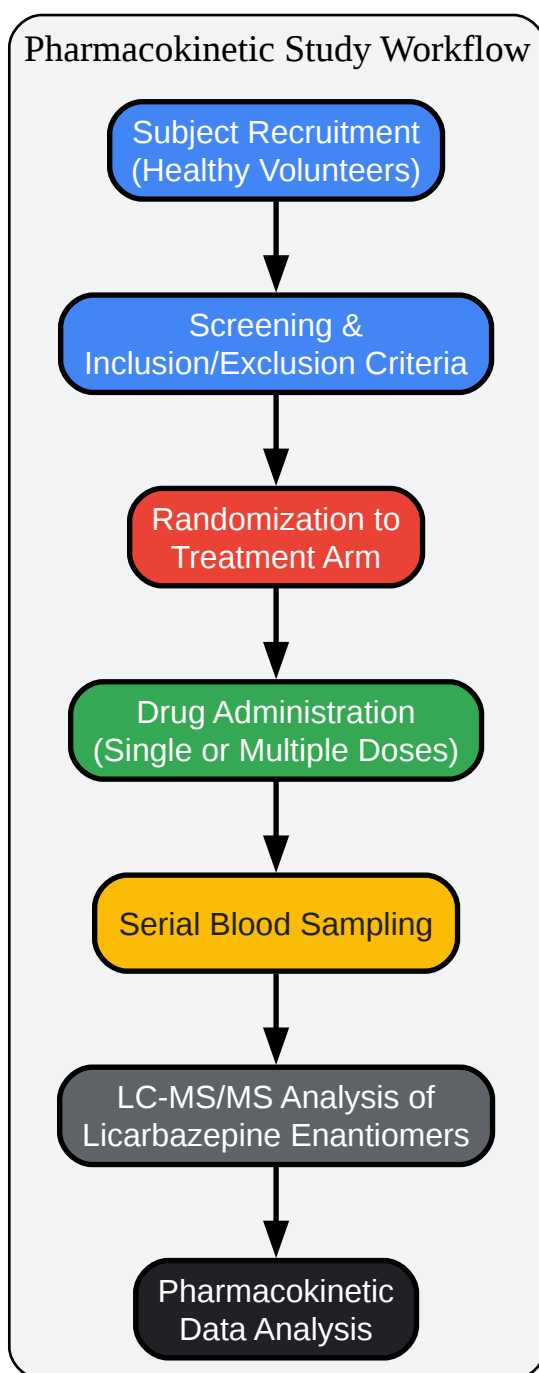 Pharmacokinetic Study Workflow
Subject Recruitment
(Healthy Volunteers)
Screening &
Inclusion/Exclusion Criteria
Randomization to
Treatment Arm
Drug Administration
(Single or Multiple Doses)
Serial Blood Sampling
LC-MS/MS Analysis of
Licarbazepine Enantiomers
Pharmacokinetic
Data Analysis